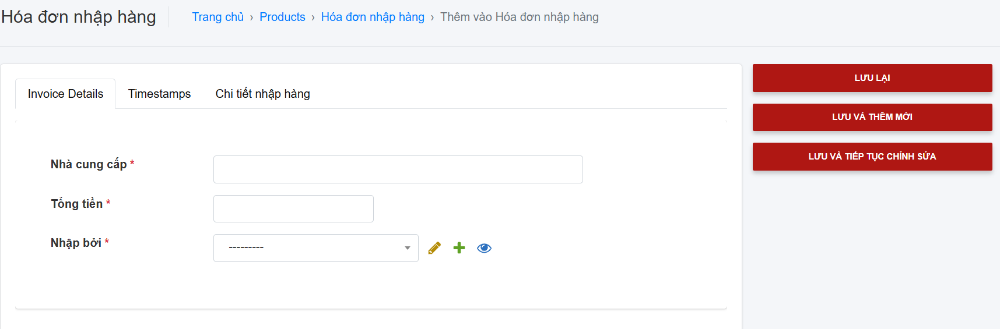 Hóa đơn nhập hàng
Trang chủ › Products › Hóa đơn nhập hàng › Thêm vào Hóa đơn nhập hàng
Invoice Details
Timestamps
Chi tiết nhập hàng
Nhà cung cấp *
Tổng tiền *
Nhập bởi *
---------
LƯU LẠI
LƯU VÀ THÊM MỚI
LƯU VÀ TIẾP TỤC CHỈNH SỬA